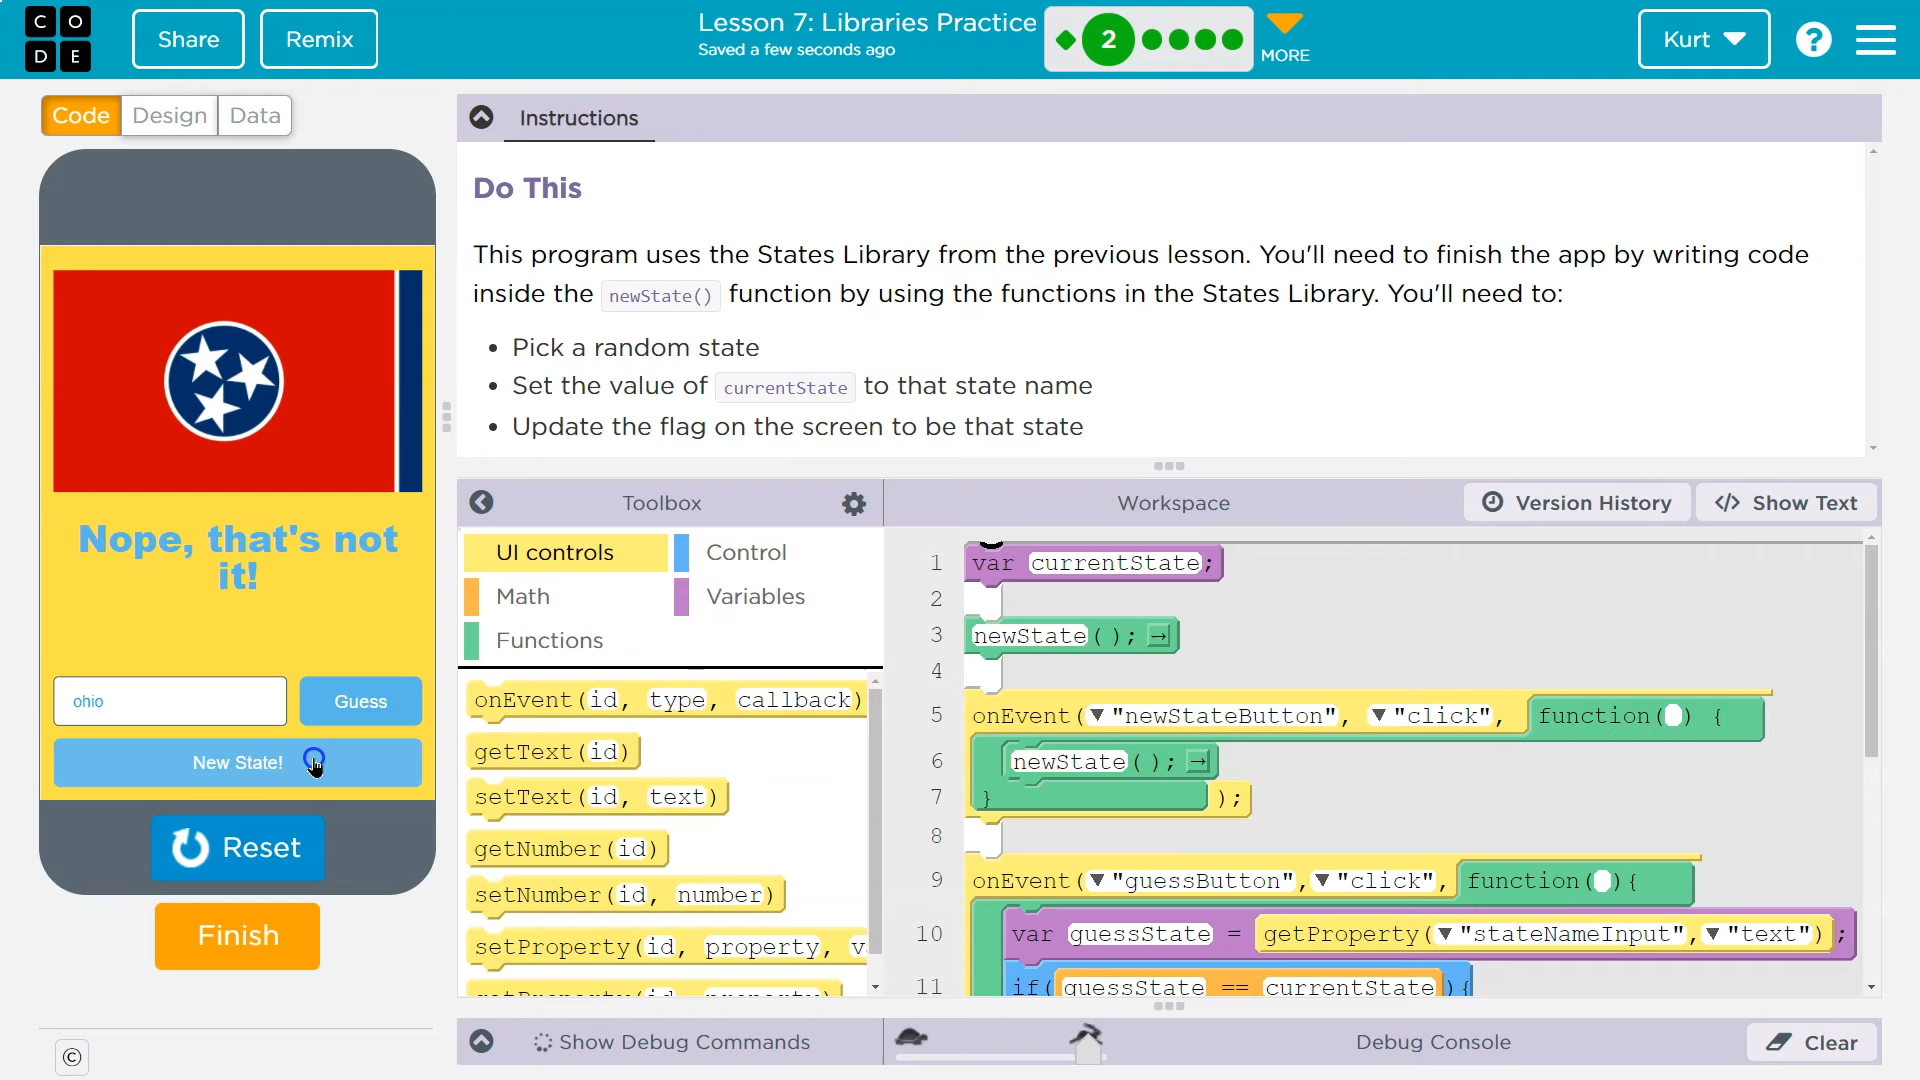 C O
D E
Share
Remix
Lesson 7: Libraries Practice
Saved a few seconds ago
2
MORE
Kurt
?
Code
Design
Data
Instructions
Do This
This program uses the States Library from the previous lesson. You'll need to finish the app by writing code
inside the newState() function by using the functions in the States Library. You'll need to:
• Pick a random state
• Set the value of currentState to that state name
• Update the flag on the screen to be that state
Nope, that's not
it!
ohio
Guess
New State!
Reset
Finish
©
Toolbox
Workspace
Version History
</> Show Text
UI controls
Control
Math
Variables
Functions
onEvent(id, type, callback)
getText(id)
setText(id, text)
getNumber(id)
setNumber(id, number)
setProperty(id, property, v
getProperty(id, property)
1 var currentState;
2
3 newState();
4
5 onEvent("newStateButton", "click", function() {
6 newState();
7 } );
8
9 onEvent("guessButton", "click", function(){
10 var guessState = getProperty("stateNameInput", "text");
11 if(guessState == currentState){
Show Debug Commands
Debug Console
Clear